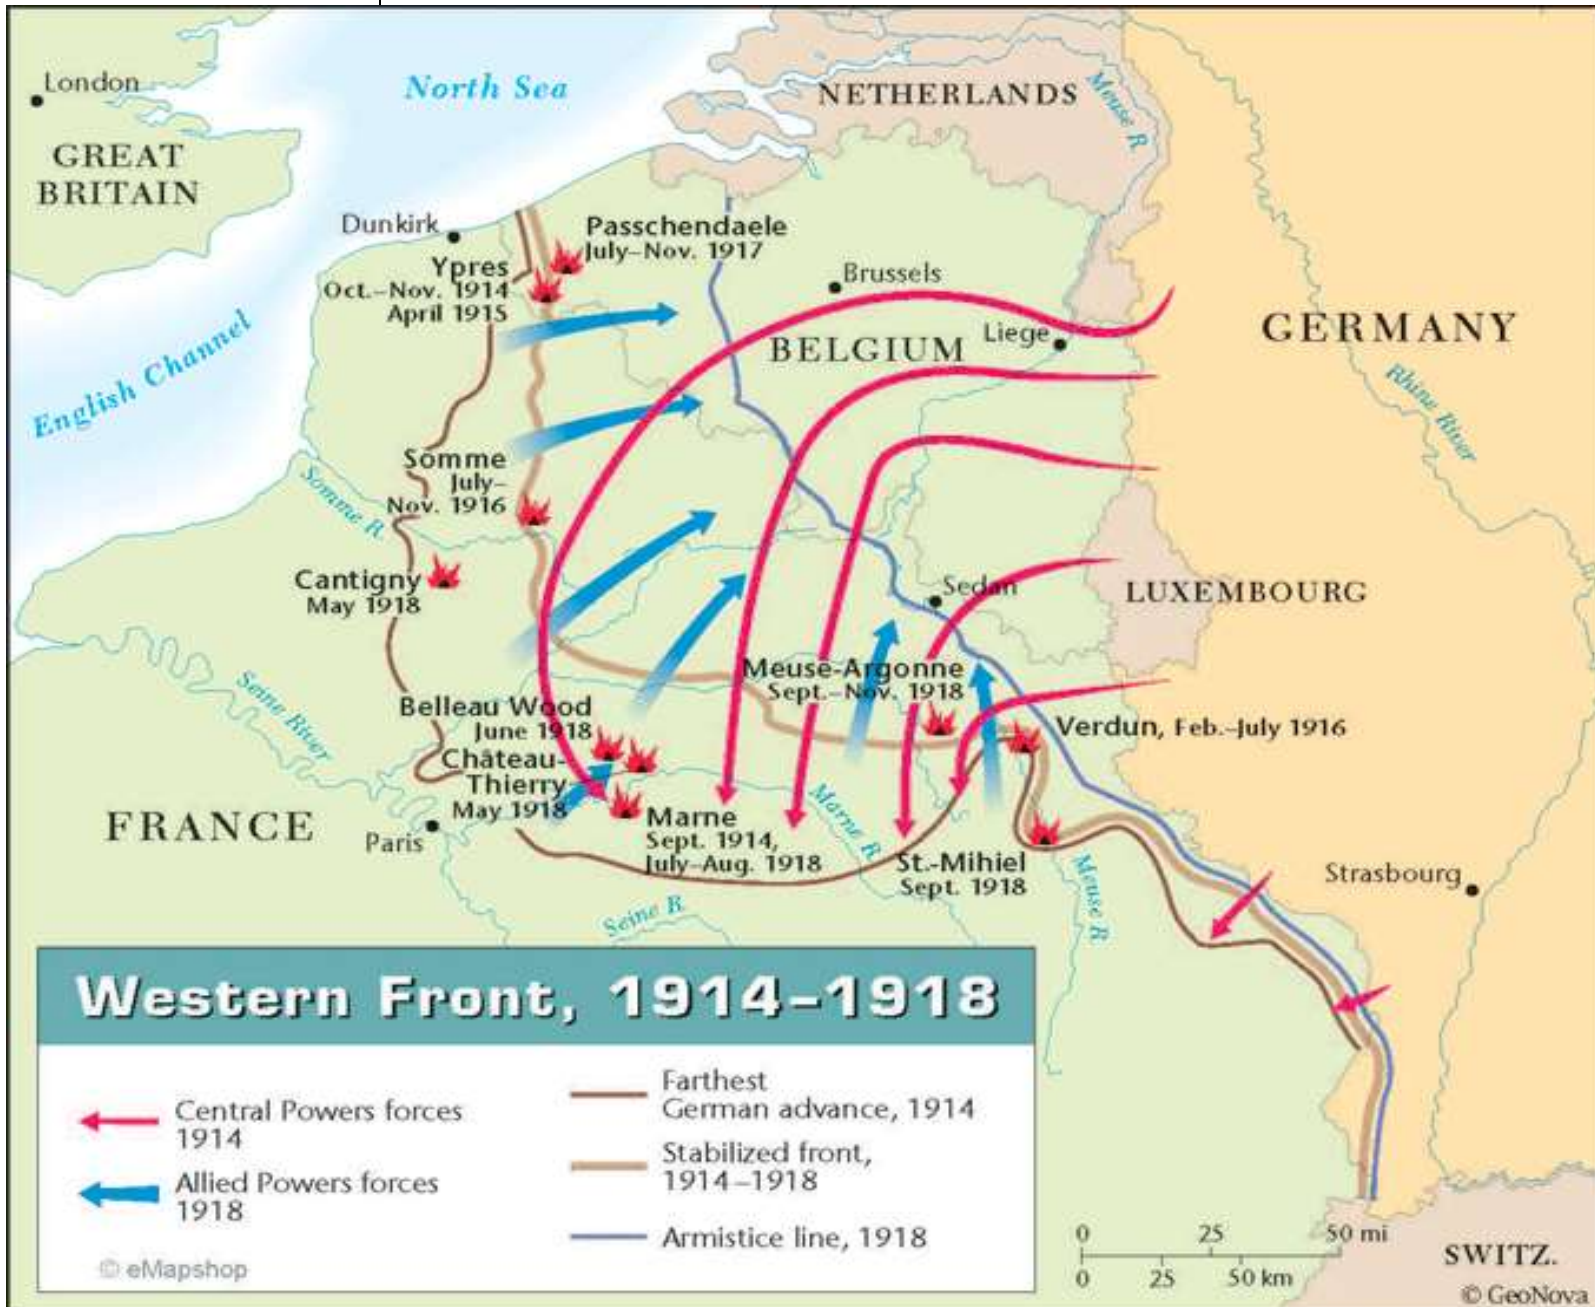 London
North Sea
NETHERLANDS
Meuse R.
GREAT
BRITAIN
Dunkirk
Passchendaele
July–Nov. 1917
Ypres
Oct.–Nov. 1914
April 1915
Brussels
BELGIUM
Liege
GERMANY
English Channel
Rhine River
Somme
July–
Nov. 1916
Somme R.
Cantigny
May 1918
Sedan
LUXEMBOURG
Meuse-Argonne
Sept.–Nov. 1918
Seine River
Belleau Wood
June 1918
Verdun, Feb.–July 1916
Château-
Thierry
May 1918
FRANCE
Paris
Marne
Sept. 1914,
July–Aug. 1918
Marne R.
St.-Mihiel
Sept. 1918
Meuse R.
Strasbourg
Seine R.
Western Front, 1914–1918
Central Powers forces
1914
Allied Powers forces
1918
Farthest
German advance, 1914
Stabilized front,
1914–1918
Armistice line, 1918
© eMapshop
0 25 50 mi
0 25 50 km
SWITZ.
© GeoNova